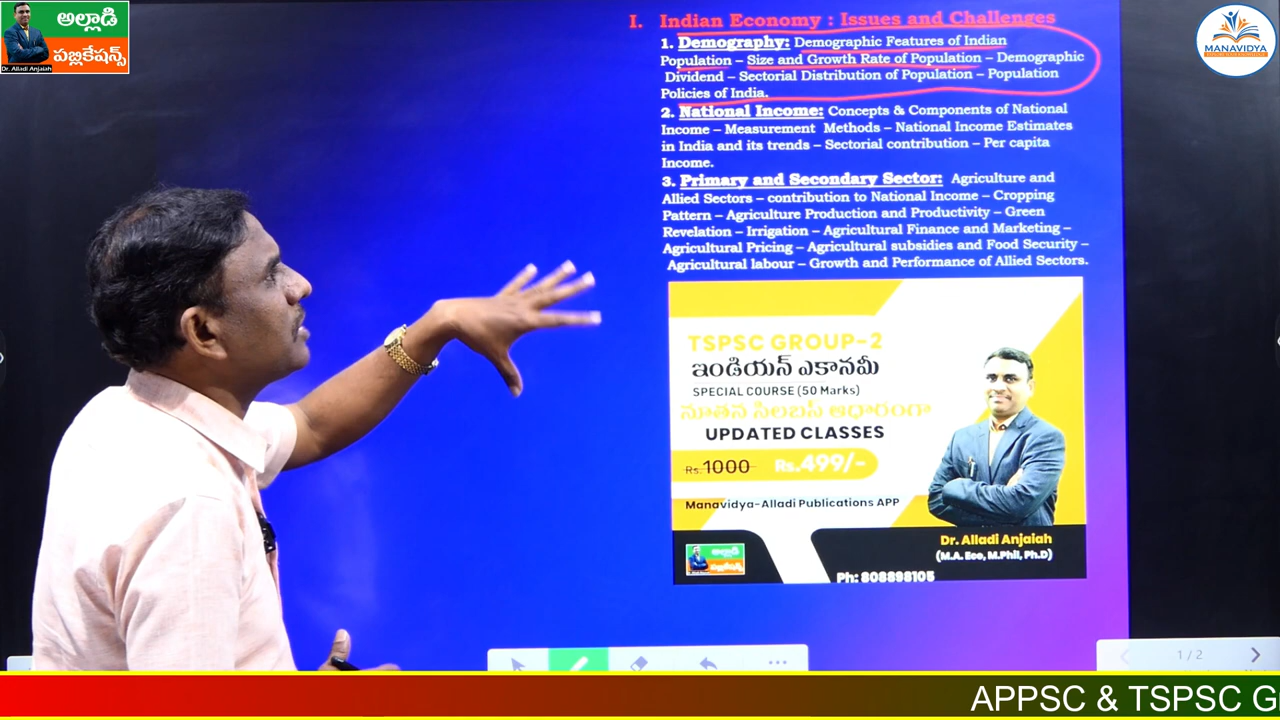 అల్లాడి
పబ్లికేషన్స్
Dr. Alladi Anjaiah
MANAVIDYA
I. Indian Economy : Issues and Challenges
1. Demography: Demographic Features of Indian
Population – Size and Growth Rate of Population – Demographic
Dividend – Sectorial Distribution of Population – Population
Policies of India.
2. National Income: Concepts & Components of National
Income – Measurement Methods – National Income Estimates
in India and its trends – Sectorial contribution – Per capita
Income.
3. Primary and Secondary Sector: Agriculture and
Allied Sectors – contribution to National Income – Cropping
Pattern – Agriculture Production and Productivity – Green
Revelation – Irrigation – Agricultural Finance and Marketing –
Agricultural Pricing – Agricultural subsidies and Food Security –
Agricultural labour – Growth and Performance of Allied Sectors.
TSPSC GROUP-2
ఇండియన్ ఎకానమీ
SPECIAL COURSE (50 Marks)
నూతన సిలబస్ ఆధారంగా
UPDATED CLASSES
Rs.1000 Rs.499/-
Manavidya-Alladi Publications APP
Dr. Alladi Anjaiah
(M.A. Eco, M.Phil, Ph.D)
అల్లాడి
పబ్లికేషన్స్
Ph: 808898105
1 / 2
APPSC & TSPSC G